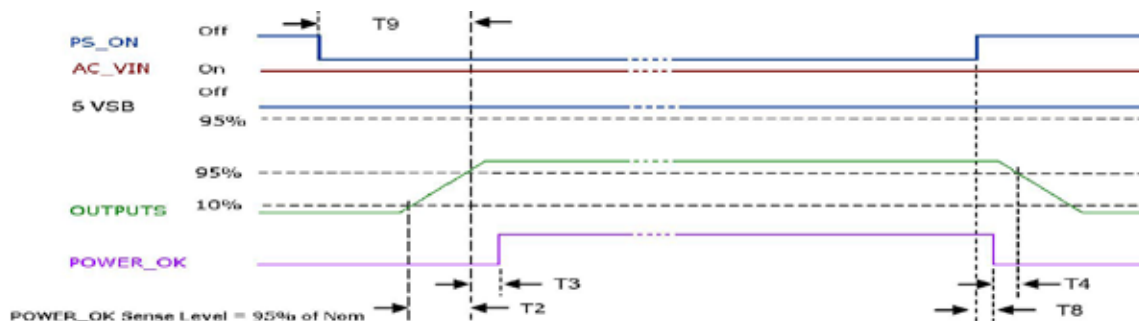 Off
T9
PS_ON
AC_VIN
On
Off
5 VSB
95%
95%
10%
OUTPUTS
POWER_OK
T3
T4
T2
T8
POWER_OK Sense Level = 95% of Nom